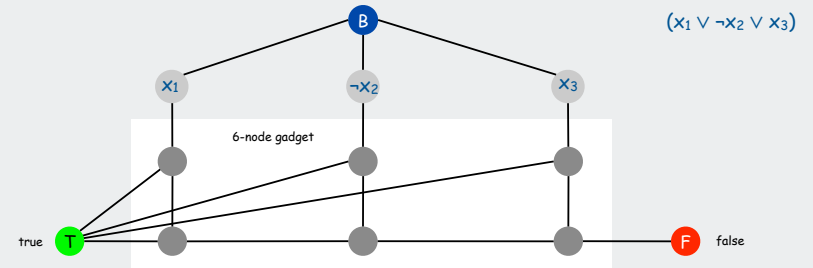 B
(x₁ ∨ ¬x₂ ∨ x₃)
x₁
¬x₂
x₃
6-node gadget
true
T
F
false